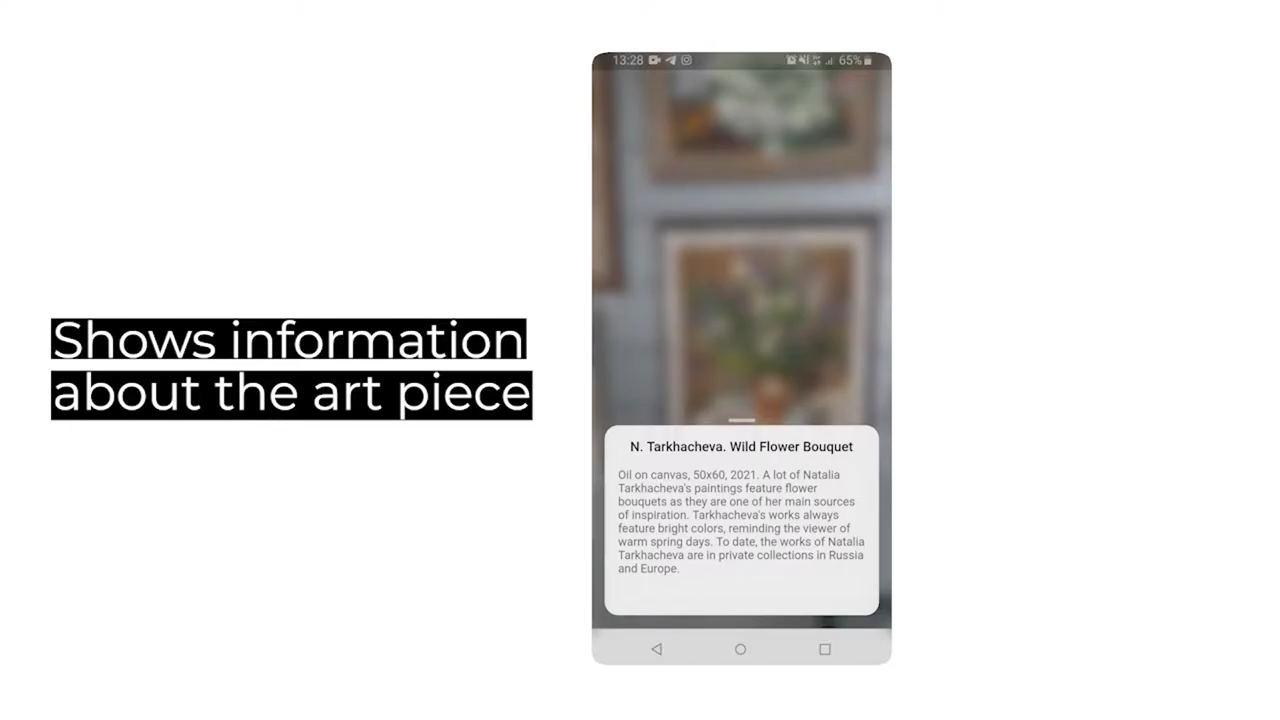 Shows information
about the art piece
13:28
65%
N. Tarkhacheva. Wild Flower Bouquet
Oil on canvas, 50x60, 2021. A lot of Natalia
Tarkhacheva's paintings feature flower
bouquets as they are one of her main sources
of inspiration. Tarkhacheva's works always
feature bright colors, reminding the viewer of
warm spring days. To date, the works of Natalia
Tarkhacheva are in private collections in Russia
and Europe.